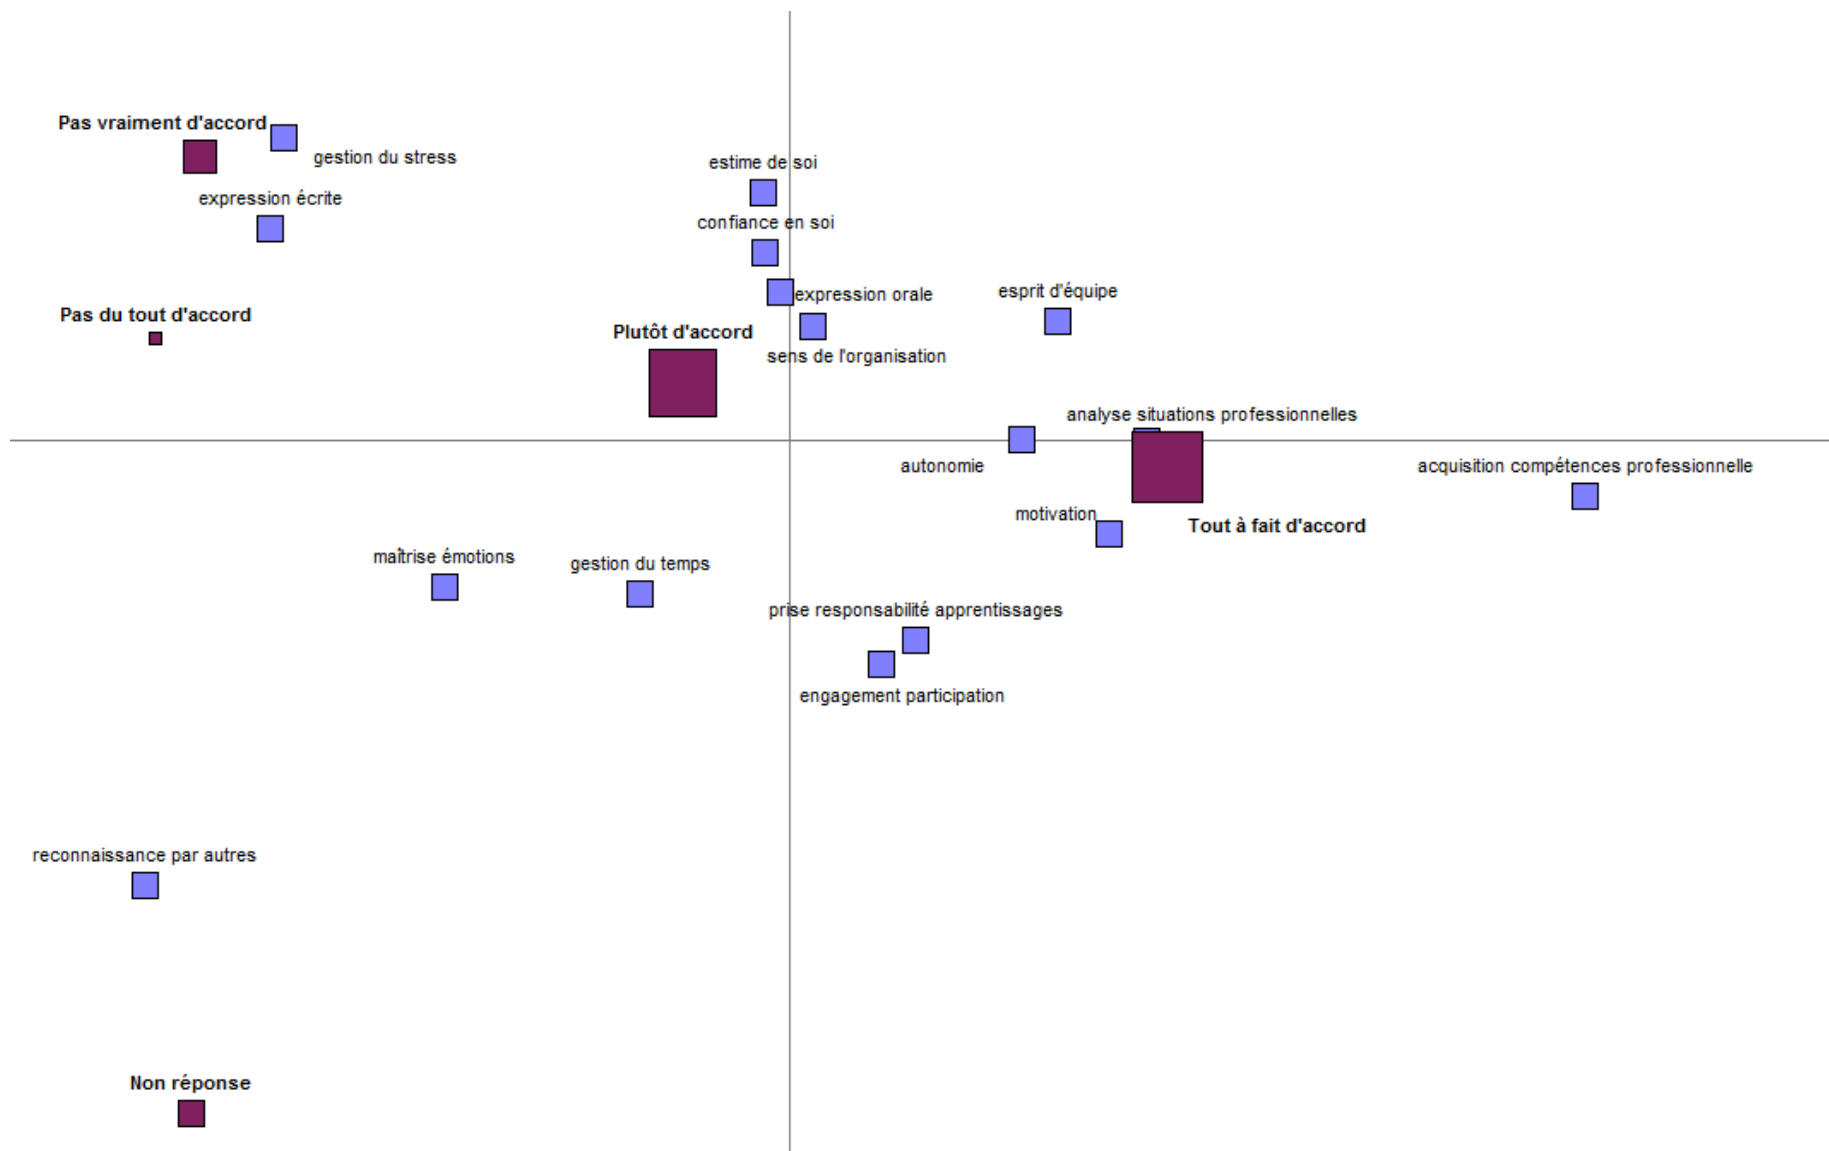 Pas vraiment d'accord
gestion du stress
estime de soi
expression écrite
confiance en soi
esprit d'équipe
expression orale
Pas du tout d'accord
Plutôt d'accord
sens de l'organisation
analyse situations professionnelles
autonomie
acquisition compétences professionnelle
motivation
Tout à fait d'accord
maîtrise émotions
gestion du temps
prise responsabilité apprentissages
engagement participation
reconnaissance par autres
Non réponse